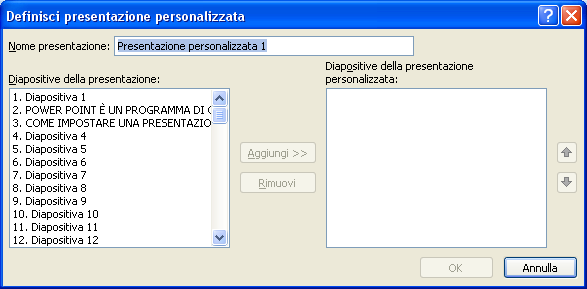 Definisci presentazione personalizzata
Nome presentazione: Presentazione personalizzata 1
Diapositive della presentazione:
1. Diapositiva 1
2. POWER POINT È UN PROGRAMMA DI
3. COME IMPOSTARE UNA
4. Diapositiva 4
5. Diapositiva 5
6. Diapositiva 6
7. Diapositiva 7
8. Diapositiva 8
9. Diapositiva 9
10. Diapositiva 10
11. Diapositiva 11
12. Diapositiva 12
Aggiungi >>
Rimuovi
Diapositive della presentazione
personalizzata:
OK
Annulla